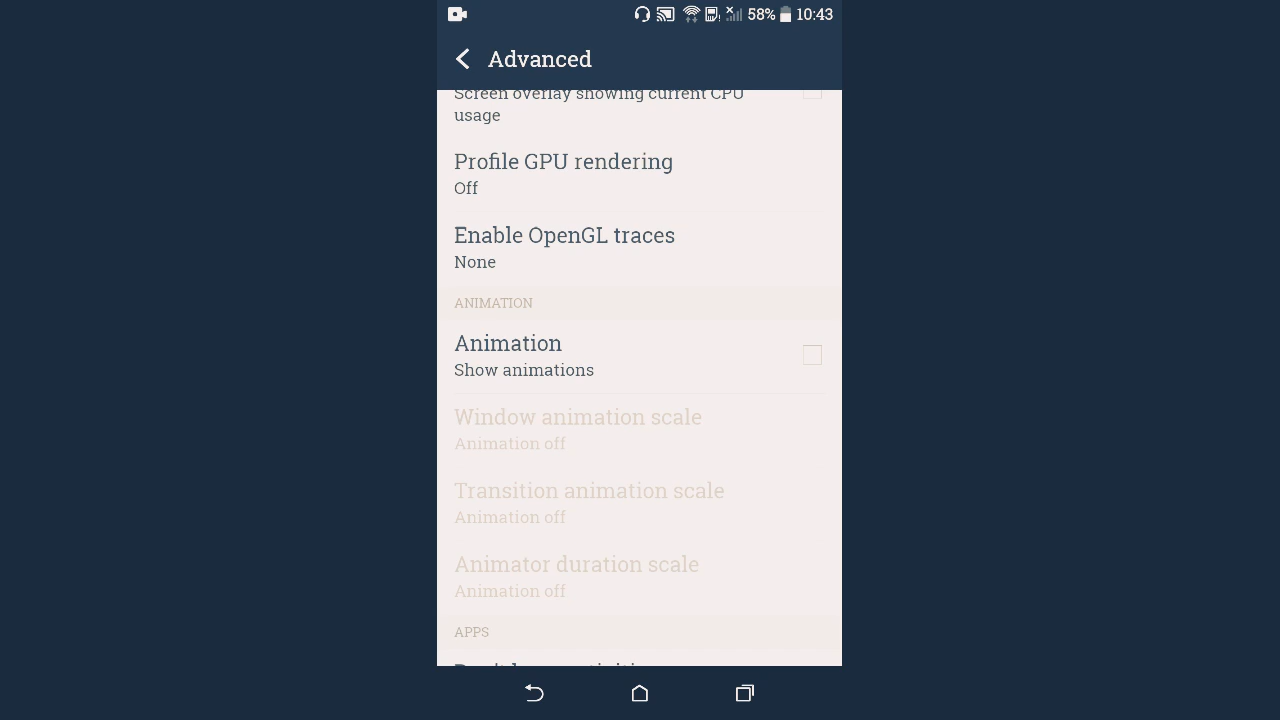 58% 10:43
Advanced
Screen overlay showing current CPU
usage
Profile GPU rendering
Off
Enable OpenGL traces
None
ANIMATION
Animation
Show animations
Window animation scale
Animation off
Transition animation scale
Animation off
Animator duration scale
Animation off
APPS